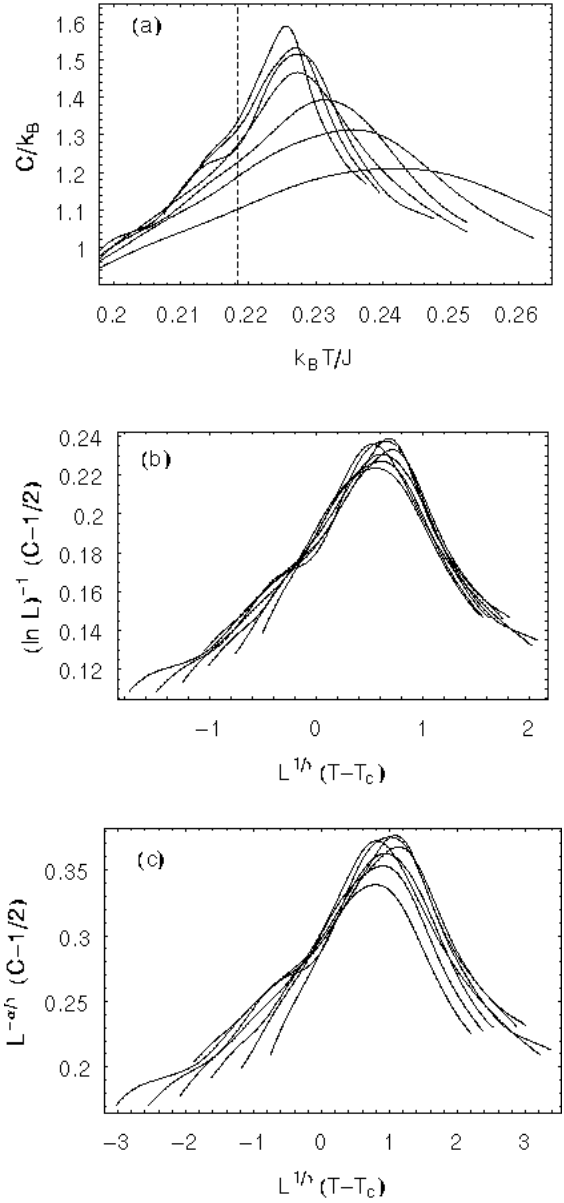 (a)
1.6
1.5
1.4
1.3
1.2
1.1
1
C/k_B
0.2 0.21 0.22 0.23 0.24 0.25 0.26
k_B T/J
(b)
0.24
0.22
0.2
0.18
0.16
0.14
0.12
(ln L)^-1 (C-1/2)
-1 0 1 2
L^1/ν (T-T_c)
(c)
0.35
0.3
0.25
0.2
L^-α/ν (C-1/2)
-3 -2 -1 0 1 2 3
L^1/ν (T-T_c)